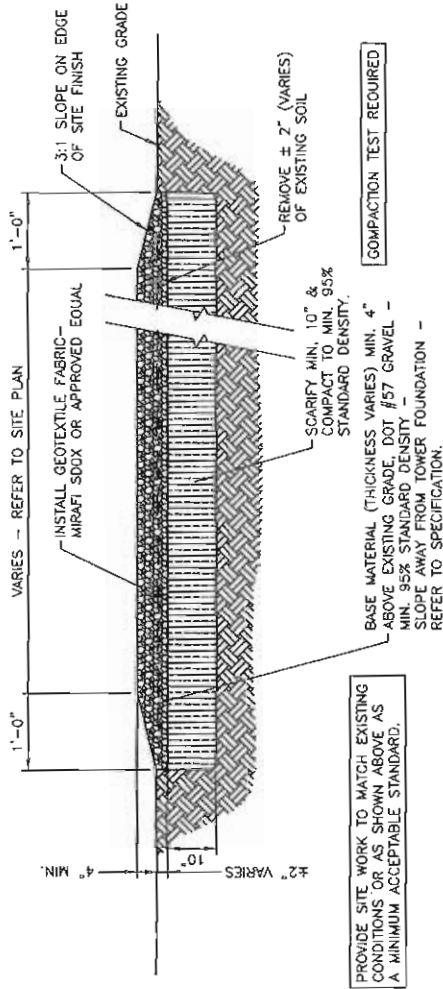 VARIES - REFER TO SITE PLAN
1'-0"
1'-0"
INSTALL GEOTEXTILE FABRIC-
MIRAFI 500X OR APPROVED EQUAL
3:1 SLOPE ON EDGE
OF SITE FINISH
EXISTING GRADE
4" MIN.
±2" VARIES
10"
REMOVE ± 2" (VARIES)
OF EXISTING SOIL
SCARIFY MIN. 10" &
COMPACT TO MIN. 95%
STANDARD DENSITY.
BASE MATERIAL (THICKNESS VARIES) MIN. 4"
ABOVE EXISTING GRADE, DOT #57 GRAVEL -
MIN. 95% STANDARD DENSITY -
SLOPE AWAY FROM TOWER FOUNDATION -
REFER TO SPECIFICATION.
PROVIDE SITE WORK TO MATCH EXISTING
CONDITIONS OR AS SHOWN ABOVE AS
A MINIMUM ACCEPTABLE STANDARD.
COMPACTION TEST REQUIRED